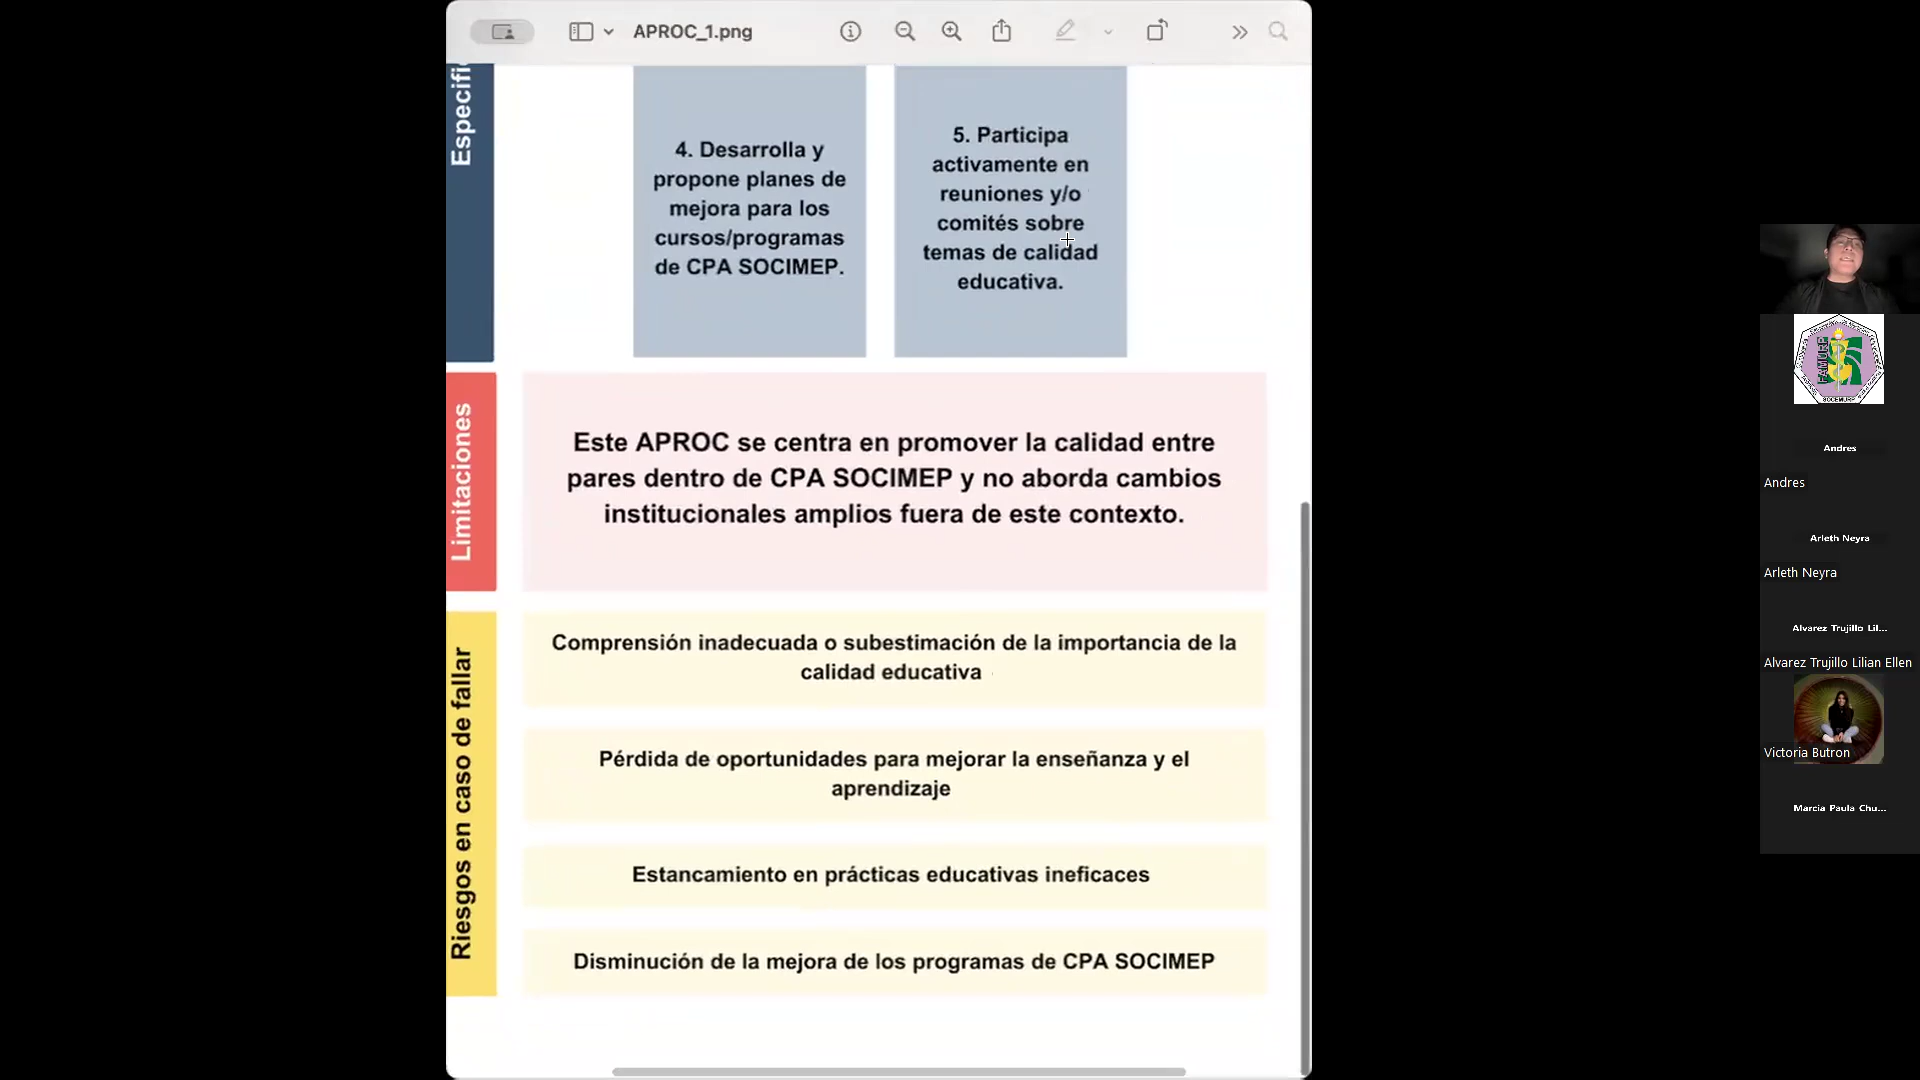 APROC_1.png
Especifi
4. Desarrolla y
propone planes de
mejora para los
cursos/programas
de CPA SOCIMEP.
5. Participa
activamente en
reuniones y/o
comités sobre
temas de calidad
educativa.
Limitaciones
Este APROC se centra en promover la calidad entre
pares dentro de CPA SOCIMEP y no aborda cambios
institucionales amplios fuera de este contexto.
Riesgos en caso de fallar
Comprensión inadecuada o subestimación de la importancia de la
calidad educativa
Pérdida de oportunidades para mejorar la enseñanza y el
aprendizaje
Estancamiento en prácticas educativas ineficaces
Disminución de la mejora de los programas de CPA SOCIMEP
FAMURP
SOCEMURP
Andres
Andres
Arleth Neyra
Arleth Neyra
Alvarez Trujillo Lil...
Alvarez Trujillo Lilian Ellen
Victoria Butron
Marcia Paula Chu...